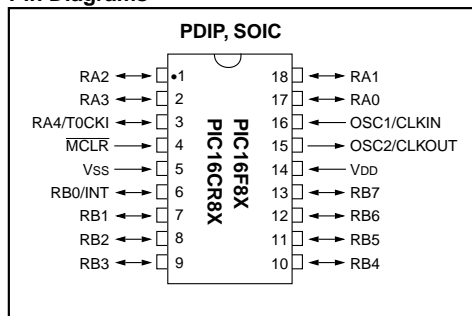 Pin Diagrams
PDIP, SOIC
RA2 •1 18 RA1
RA3 2 17 RA0
RA4/T0CKI 3 16 OSC1/CLKIN
MCLR 4 15 OSC2/CLKOUT
Vss 5 14 VDD
RB0/INT 6 13 RB7
RB1 7 12 RB6
RB2 8 11 RB5
RB3 9 10 RB4
PIC16F8X
PIC16CR8X